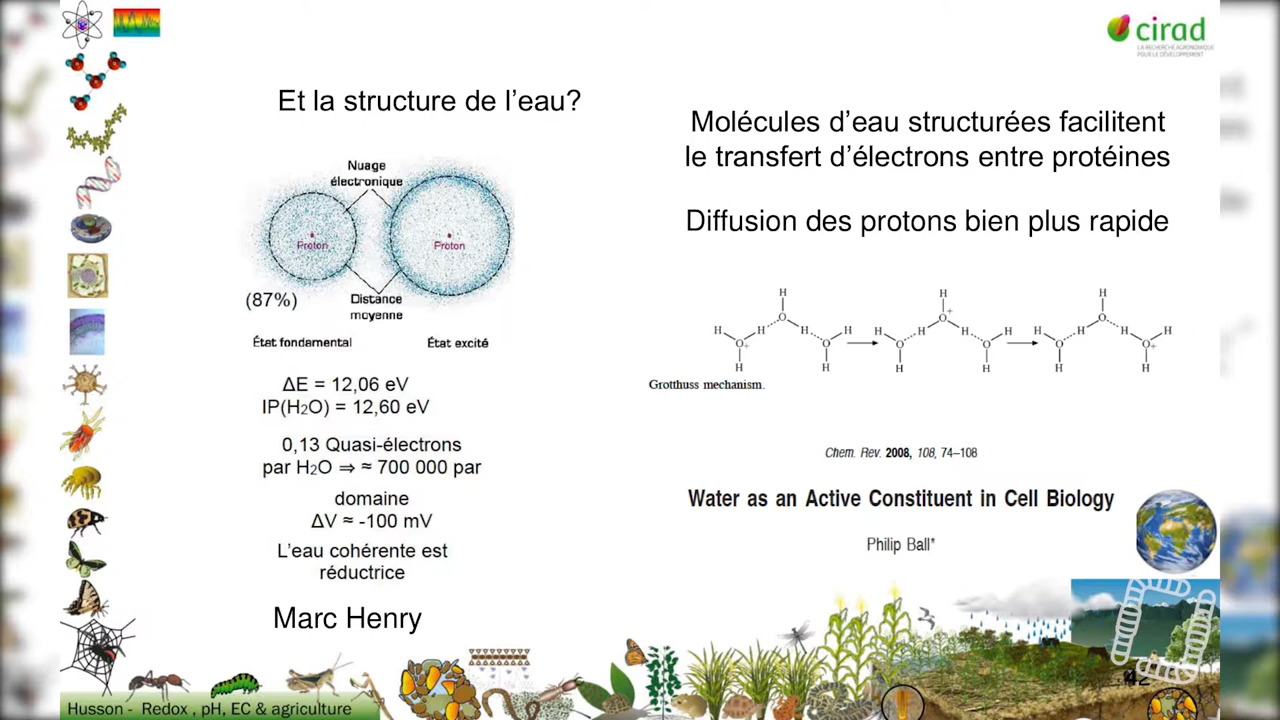 cirad
LA RECHERCHE AGRONOMIQUE
POUR LE DÉVELOPPEMENT
Et la structure de l'eau?
Nuage
électronique
Proton
Proton
(87%)
Distance
moyenne
État fondamental
État excité
ΔE = 12,06 eV
IP(H2O) = 12,60 eV
0,13 Quasi-électrons
par H2O ⇒ ≈ 700 000 par
domaine
ΔV ≈ -100 mV
L'eau cohérente est
réductrice
Marc Henry
Molécules d'eau structurées facilitent
le transfert d'électrons entre protéines
Diffusion des protons bien plus rapide
H H H
H
O O+ O
H H H H H H H H H H H H
O+ O O O O O+
H H H H H H
Grotthuss mechanism.
Chem. Rev. 2008, 108, 74–108
Water as an Active Constituent in Cell Biology
Philip Ball*
Husson - Redox , pH, EC & agriculture
42